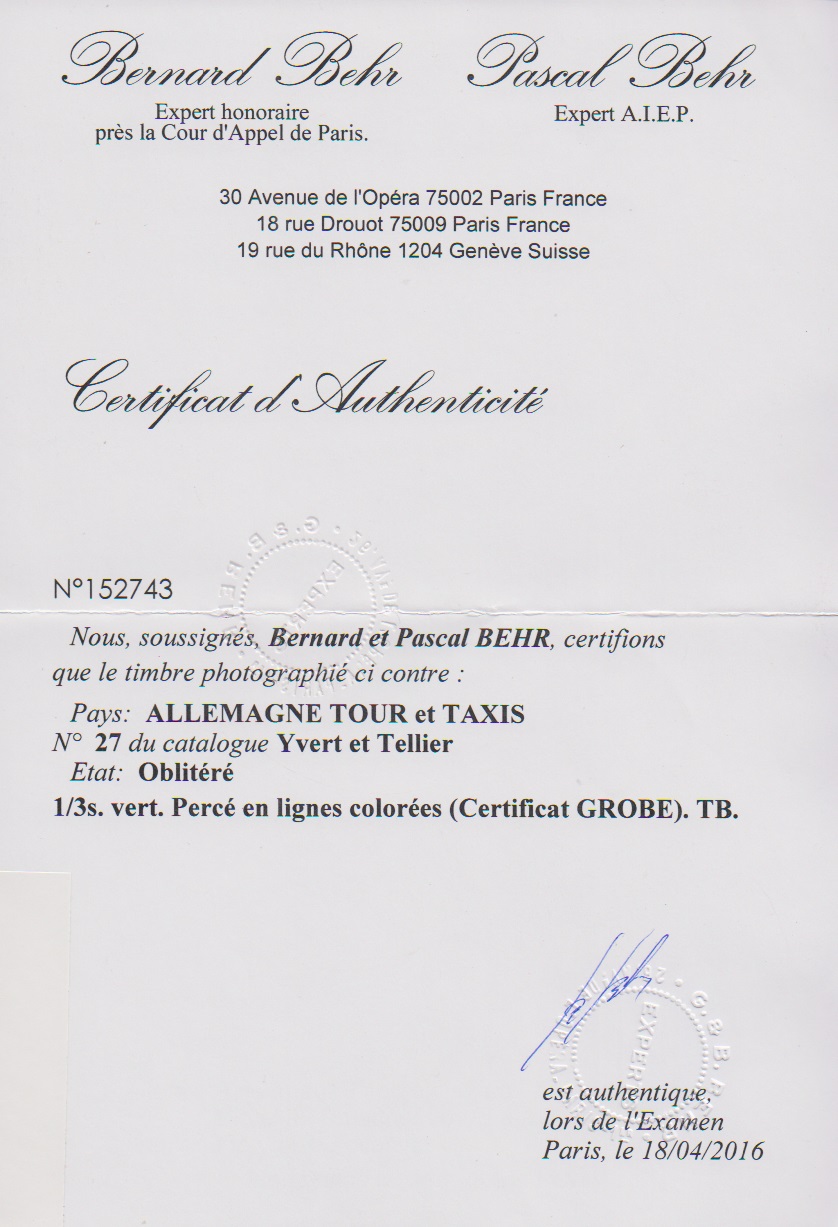 Bernard Behr
Expert honoraire
près la Cour d'Appel de Paris.
Pascal Behr
Expert A.I.E.P.
30 Avenue de l'Opéra 75002 Paris France
18 rue Drouot 75009 Paris France
19 rue du Rhône 1204 Genève Suisse
Certificat d'Authenticité
N°152743
Nous, soussignés, Bernard et Pascal BEHR, certifions
que le timbre photographié ci contre :
Pays: ALLEMAGNE TOUR et TAXIS
N° 27 du catalogue Yvert et Tellier
Etat: Oblitéré
1/3s. vert. Percé en lignes colorées (Certificat GROBE). TB.
est authentique,
lors de l'Examen
Paris, le 18/04/2016